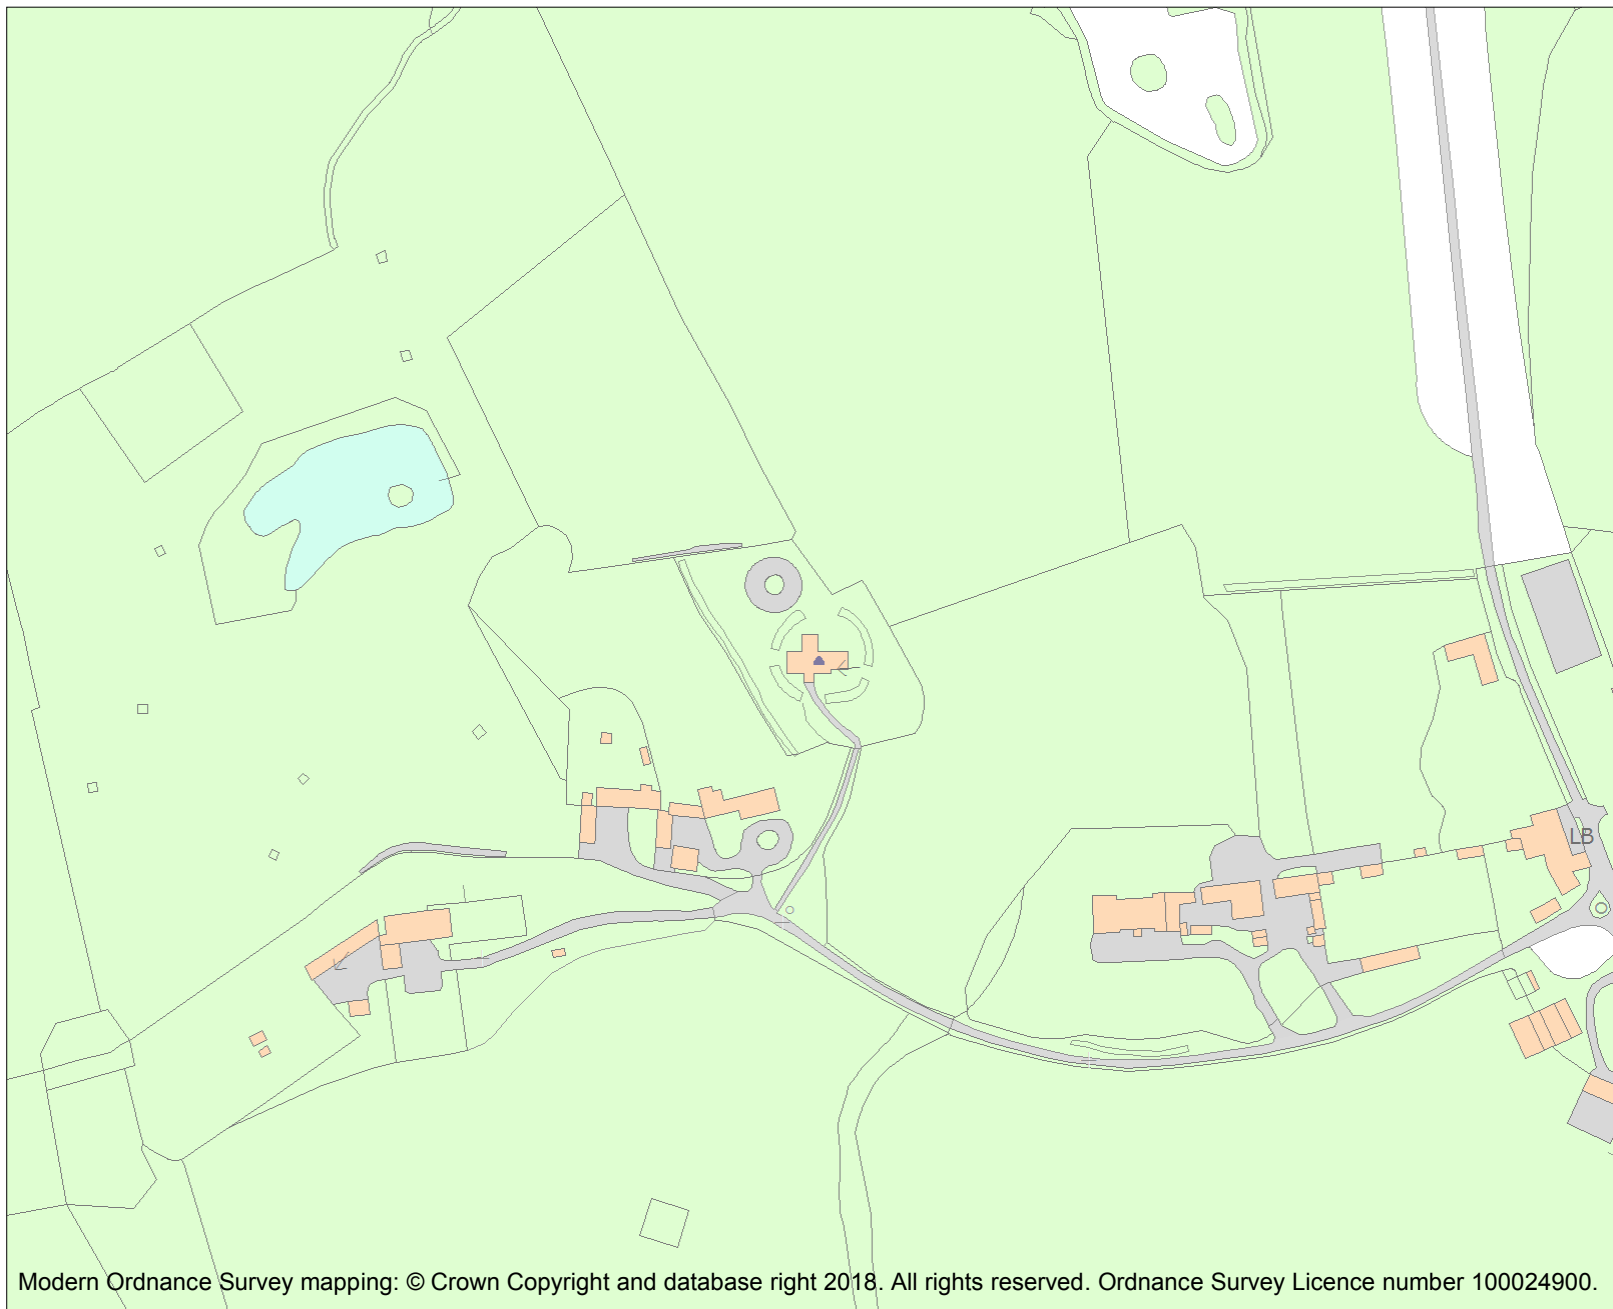 LB
Modern Ordnance Survey mapping: © Crown Copyright and database right 2018. All rights reserved. Ordnance Survey Licence number 100024900.